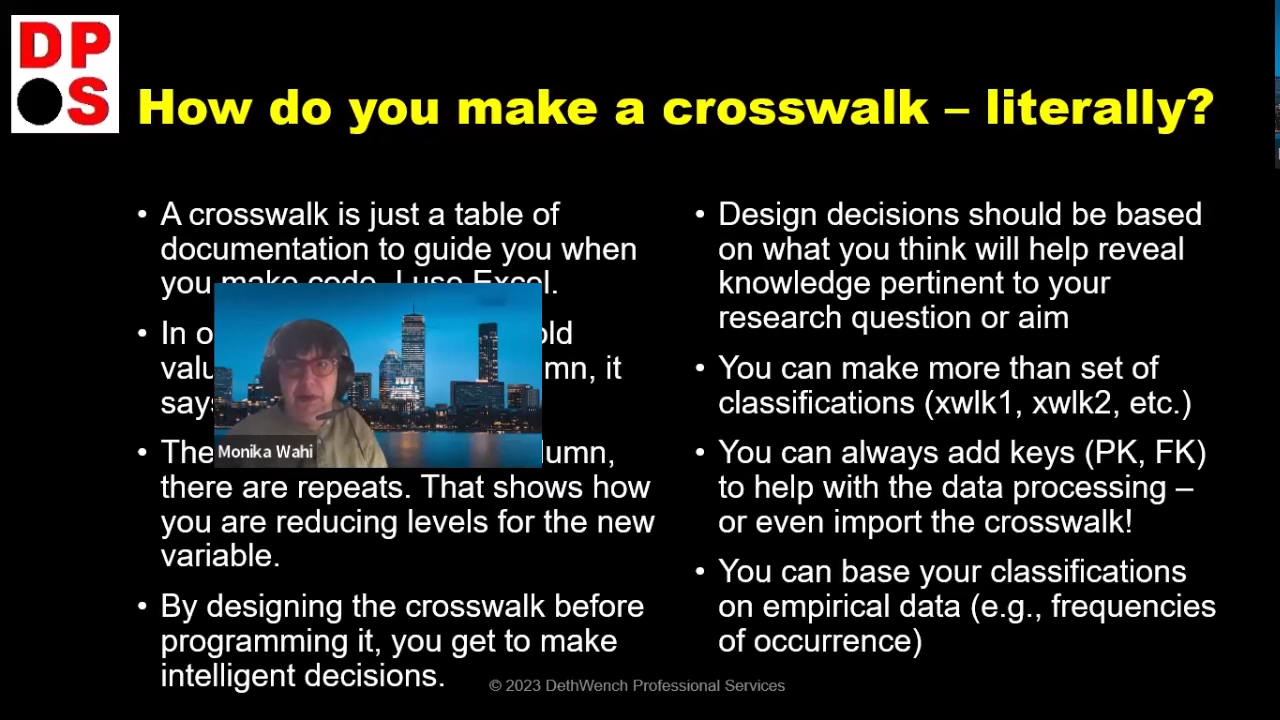 DP
S
How do you make a crosswalk – literally?
• A crosswalk is just a table of
documentation to guide you when
you make code. I use Excel.
• In old
mn, it
• The lumn,
there are repeats. That shows how
you are reducing levels for the new
variable.
• By designing the crosswalk before
programming it, you get to make
intelligent decisions.
Monika Wahi
• Design decisions should be based
on what you think will help reveal
knowledge pertinent to your
research question or aim
• You can make more than set of
classifications (xwlk1, xwlk2, etc.)
• You can always add keys (PK, FK)
to help with the data processing –
or even import the crosswalk!
• You can base your classifications
on empirical data (e.g., frequencies
of occurrence)
© 2023 DethWench Professional Services